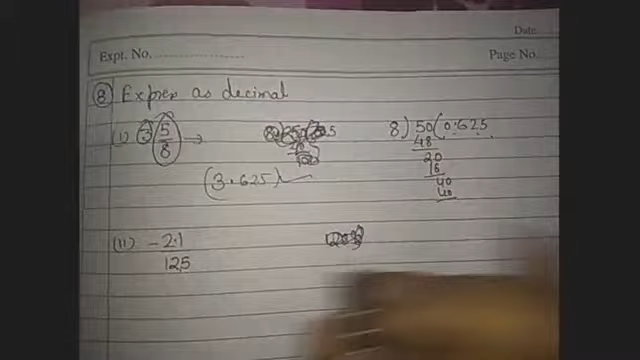 Date
Expt. No.
Page No.
8 Express as decimal
(i) 3 5/8 →
8) 50 (0.625
48
20
16
40
40
(3.625)
(ii) -21
125